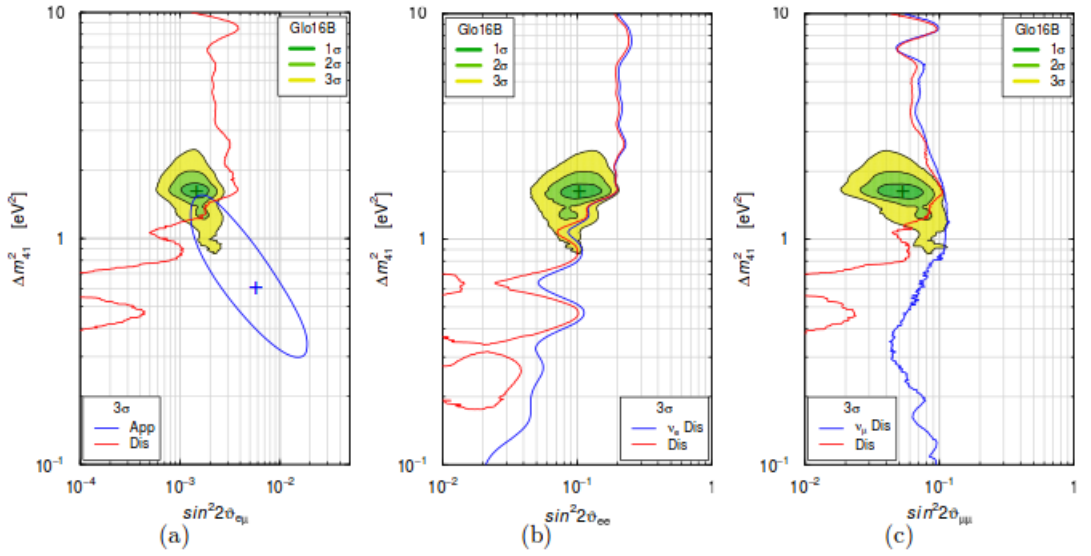 Glo16B
1σ
2σ
3σ
3σ
App
Dis
Δm²₄₁ [eV²]
10
1
10⁻¹
10⁻⁴
10⁻³
10⁻²
sin²2ϑₑμ
(a)
Glo16B
1σ
2σ
3σ
3σ
νₑ Dis
Dis
Δm²₄₁ [eV²]
10
1
10⁻¹
10⁻²
10⁻¹
1
sin²2ϑₑₑ
(b)
Glo16B
1σ
2σ
3σ
3σ
νμ Dis
Dis
Δm²₄₁ [eV²]
10
1
10⁻¹
10⁻²
10⁻¹
1
sin²2ϑμμ
(c)